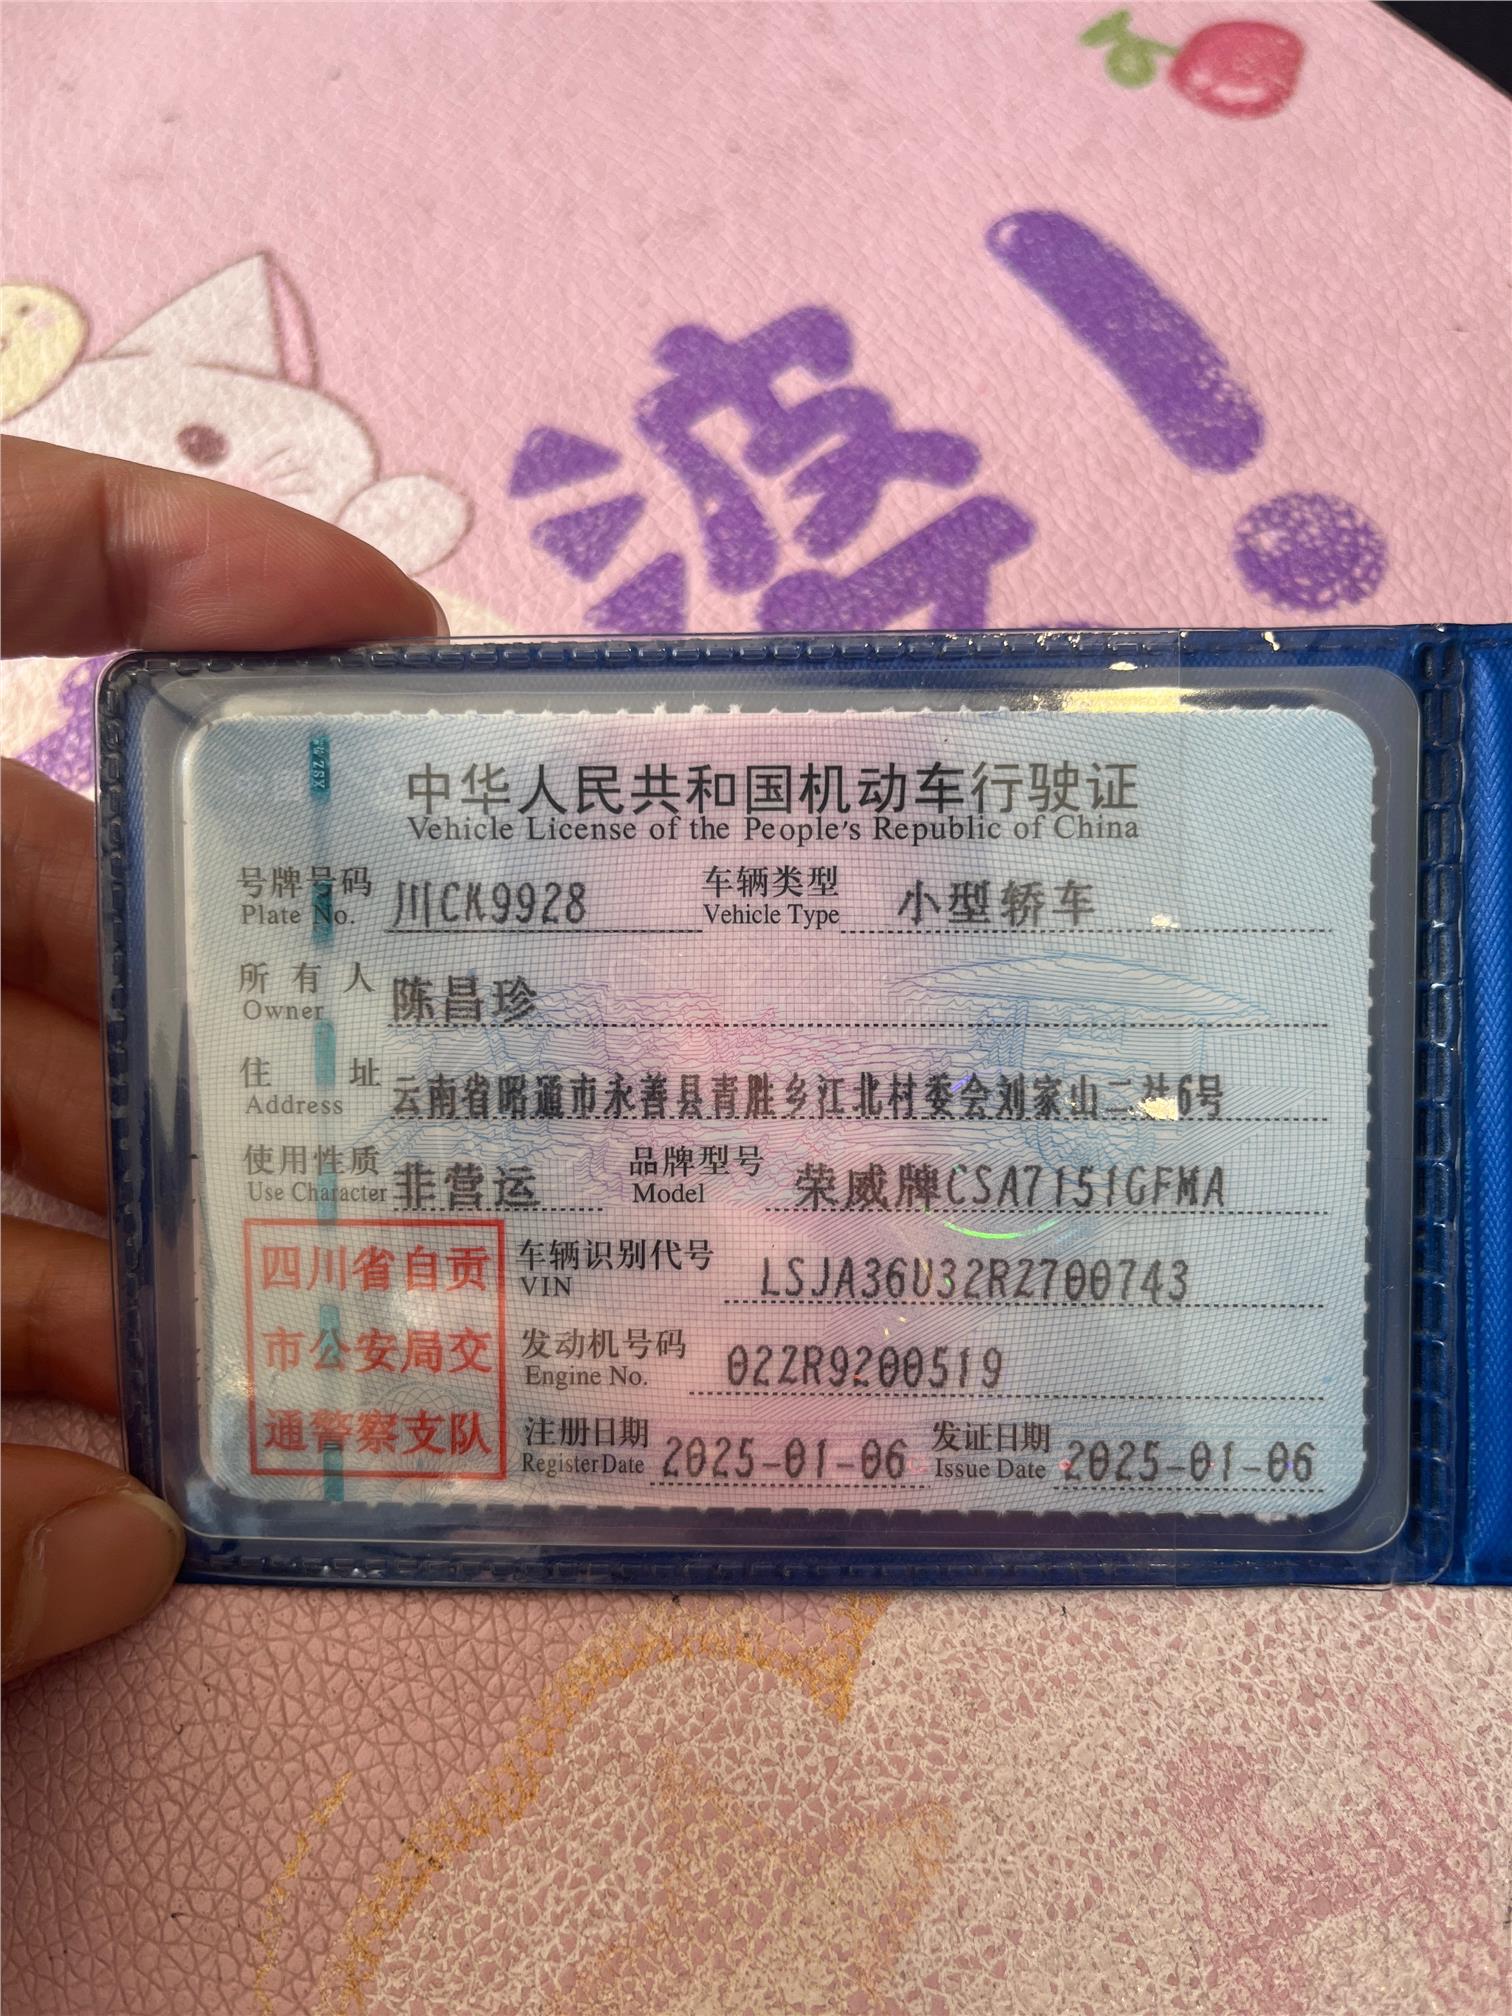 XSZ
中华人民共和国机动车行驶证
Vehicle License of the People's Republic of China
号牌号码 川CK9928 车辆类型 小型轿车
Plate No. Vehicle Type
所有人 陈昌珍
Owner
住址 云南省昭通市永善县青胜乡江北村委会刘家山二社6号
Address
使用性质 非营运 品牌型号 荣威牌CSA7151GFMA
Use Character Model
四川省自贡
市公安局交
通警察支队
车辆识别代号 LSJA36U32RZ700743
VIN
发动机号码 02ZR9200519
Engine No.
注册日期 2025-01-06 发证日期 2025-01-06
Register Date Issue Date